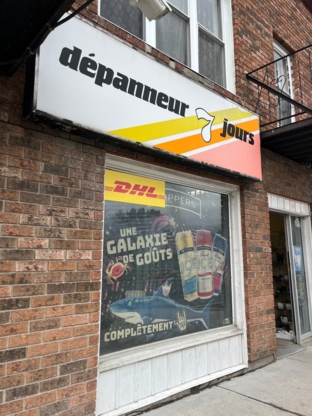 dépanneur 7 jours
DHL
UNE
GALAXIE
DE GOÛTS
COMPLÈTEMENT